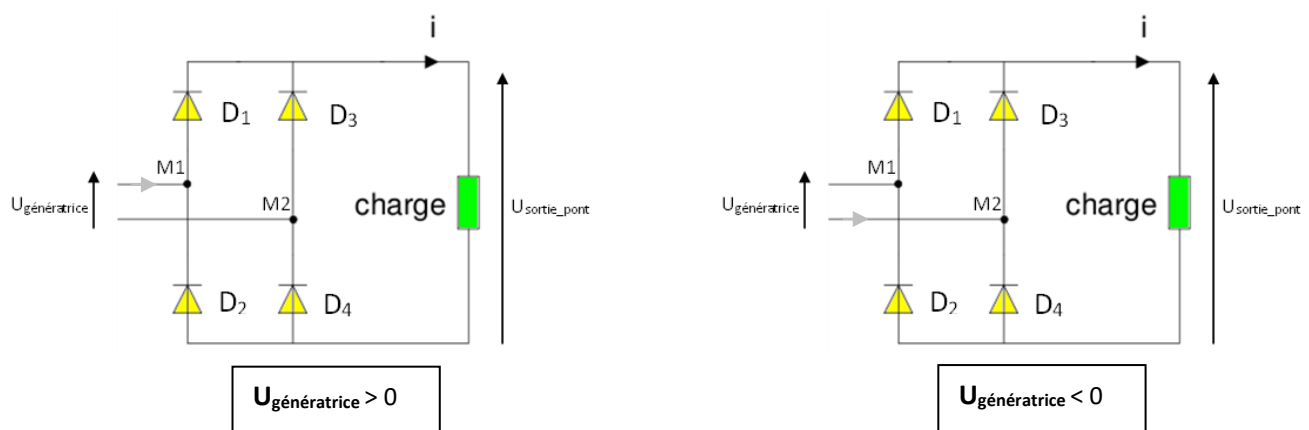 i
D₁ D₃
M1
Ugénératrice
M2
charge
Usortie_pont
D₂ D₄
Ugénératrice > 0
i
D₁ D₃
M1
Ugénératrice
M2
charge
Usortie_pont
D₂ D₄
Ugénératrice < 0